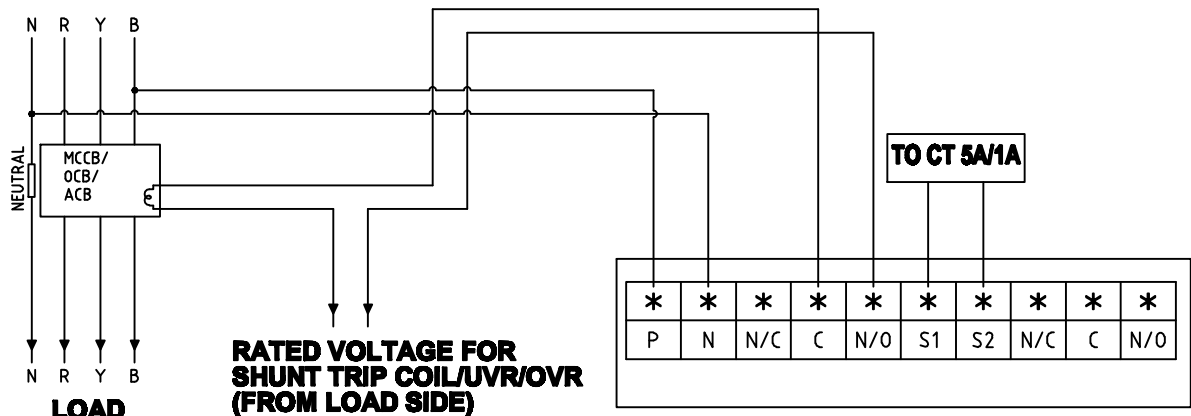 N R Y B
NEUTRAL
MCCB/
OCB/
ACB
TO CT 5A/1A
* * * * * * * * * *
P N N/C C N/O S1 S2 N/C C N/O
N R Y B
LOAD
RATED VOLTAGE FOR
SHUNT TRIP COIL/UVR/OVR
(FROM LOAD SIDE)